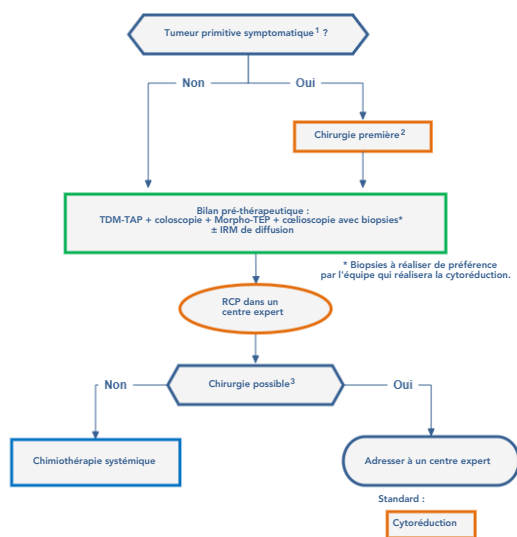 Tumeur primitive symptomatique¹ ?
Non
Oui
Chirurgie première²
Bilan pré-thérapeutique :
TDM-TAP + coloscopie + Morpho-TEP + cœlioscopie avec biopsies*
± IRM de diffusion
* Biopsies à réaliser de préférence
par l'équipe qui réalisera la cytoréduction.
RCP dans un
centre expert
Chirurgie possible³
Non
Oui
Chimiothérapie systémique
Adresser à un centre expert
Standard :
Cytoréduction